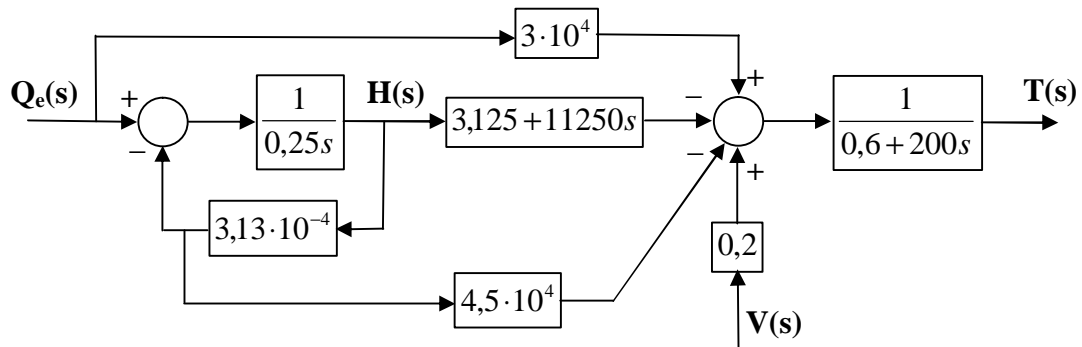 3·10⁴
Qₑ(s) + − 1/0,25s H(s) 3,125+11250s − + − + 1/0,6+200s T(s)
3,13·10⁻⁴
0,2
4,5·10⁴
V(s)